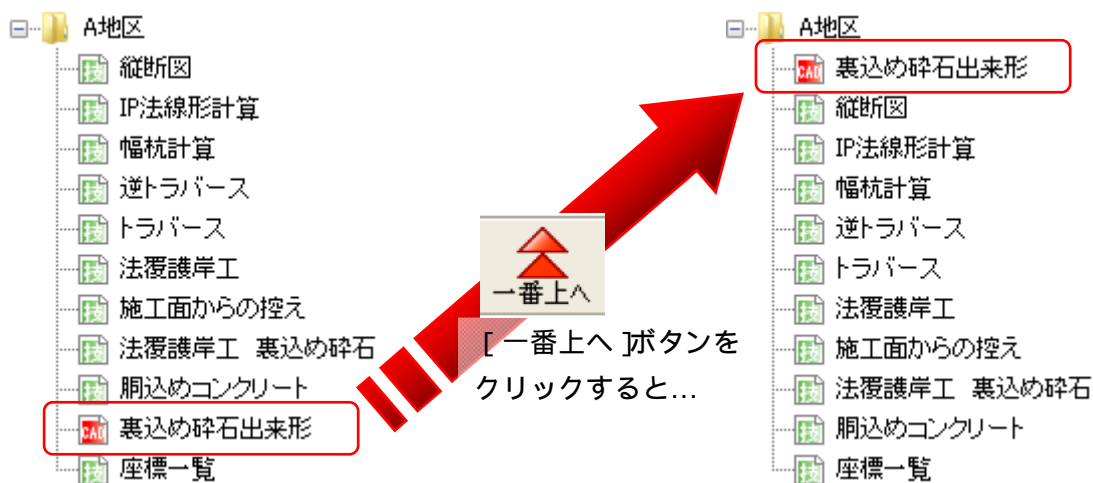 A地区
縦断図
IP法線形計算
幅杭計算
逆トラバース
トラバース
法覆護岸工
施工面からの控え
法覆護岸工 裏込め砕石
胴込めコンクリート
CAD 裏込め砕石出来形
座標一覧
一番上へ
[ 一番上へ ]ボタンを
クリックすると...
A地区
CAD 裏込め砕石出来形
縦断図
IP法線形計算
幅杭計算
逆トラバース
トラバース
法覆護岸工
施工面からの控え
法覆護岸工 裏込め砕石
胴込めコンクリート
座標一覧